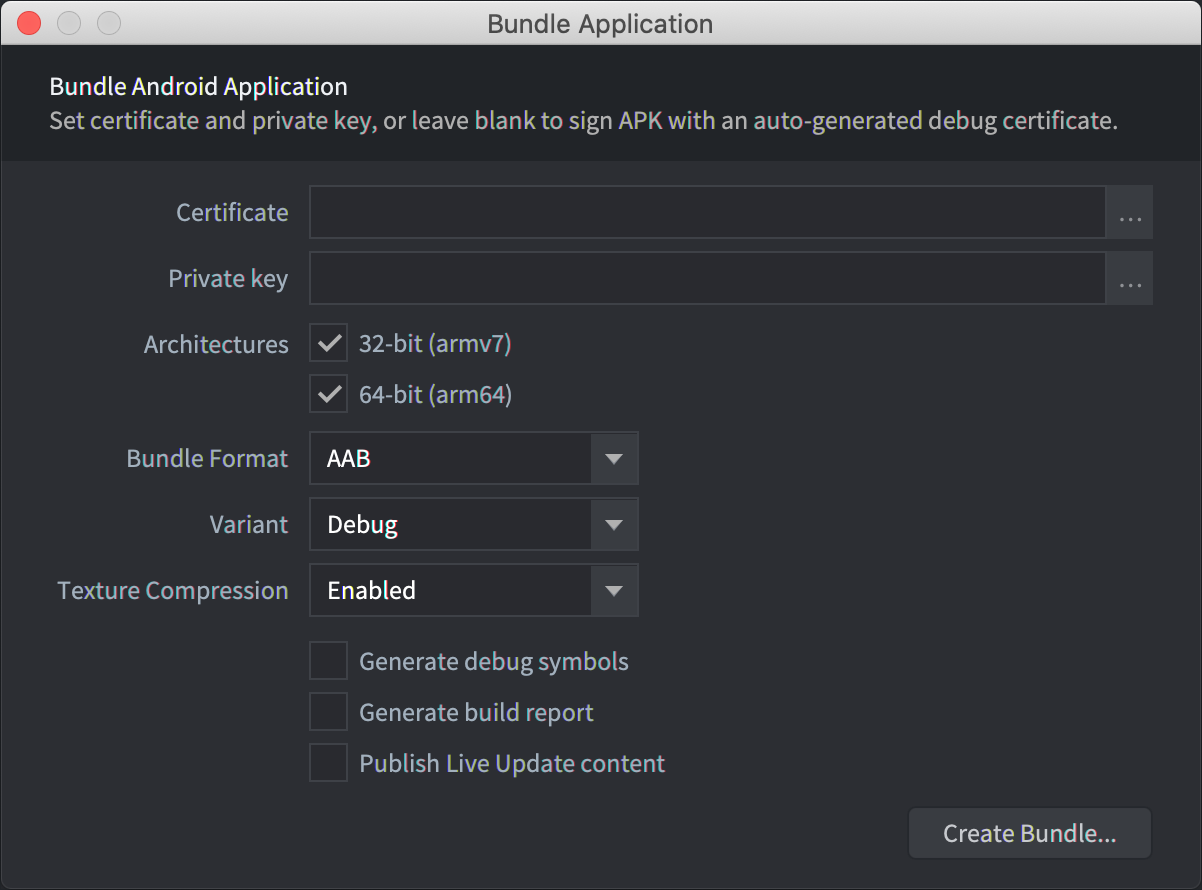 Bundle Application
Bundle Android Application
Set certificate and private key, or leave blank to sign APK with an auto-generated debug certificate.
Certificate
...
Private key
...
Architectures
32-bit (armv7)
64-bit (arm64)
Bundle Format
AAB
Variant
Debug
Texture Compression
Enabled
Generate debug symbols
Generate build report
Publish Live Update content
Create Bundle...